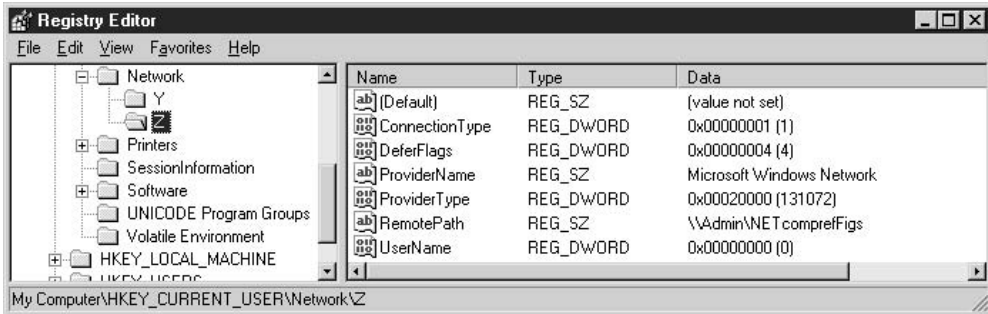 Registry Editor
File Edit View Favorites Help
Network
Y
Z
Printers
SessionInformation
Software
UNICODE Program Groups
Volatile Environment
HKEY_LOCAL_MACHINE
HKEY_USERS
Name Type Data
(Default) REG_SZ (value not set)
ConnectionType REG_DWORD 0x00000001 (1)
DeferFlags REG_DWORD 0x00000004 (4)
ProviderName REG_SZ Microsoft Windows Network
ProviderType REG_DWORD 0x00020000 (131072)
RemotePath REG_SZ \\Admin\NETcomprefFigs
UserName REG_DWORD 0x00000000 (0)
My Computer\HKEY_CURRENT_USER\Network\Z